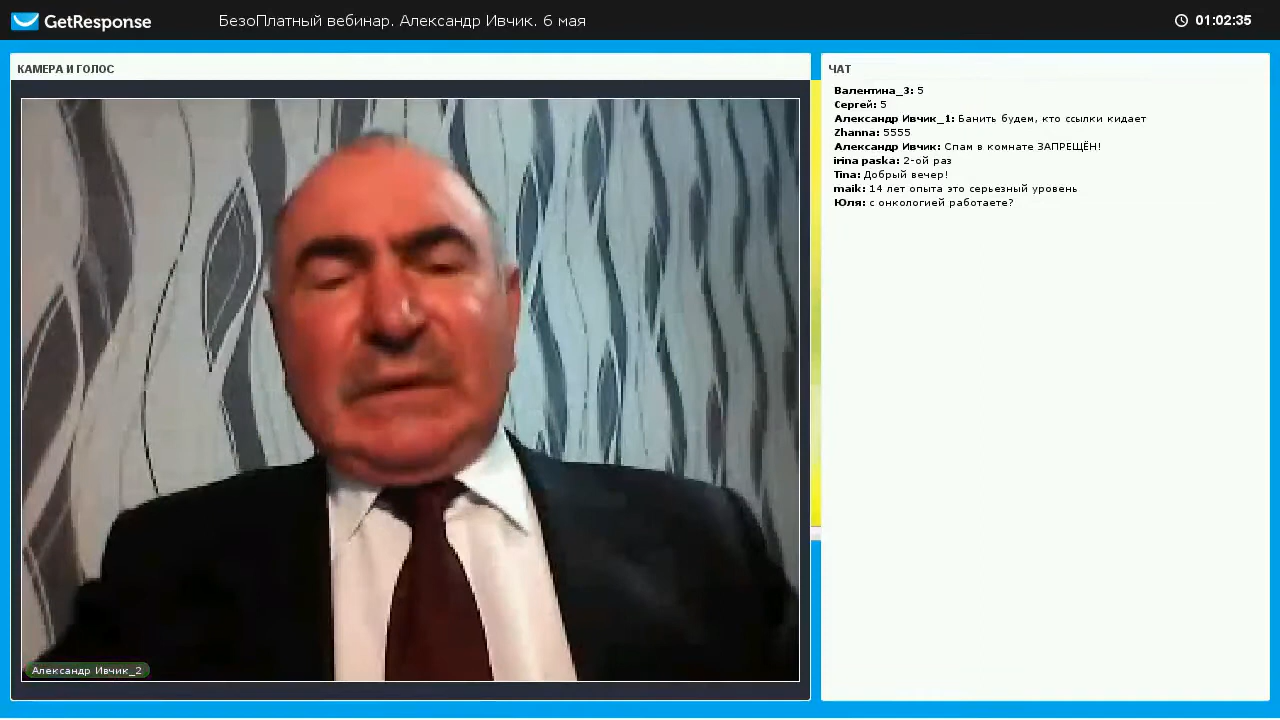 GetResponse
БезоПлатный вебинар. Александр Ивчик. 6 мая
01:02:35
КАМЕРА И ГОЛОС
Александр Ивчик_2
ЧАТ
Валентина_3: 5
Сергей: 5
Александр Ивчик_1: Банить будем, кто ссылки кидает
Zhanna: 5555
Александр Ивчик: Спам в комнате ЗАПРЕЩЁН!
irina paska: 2-ой раз
Tina: Добрый вечер!
maik: 14 лет опыта это серьезный уровень
Юля: с онкологией работаете?